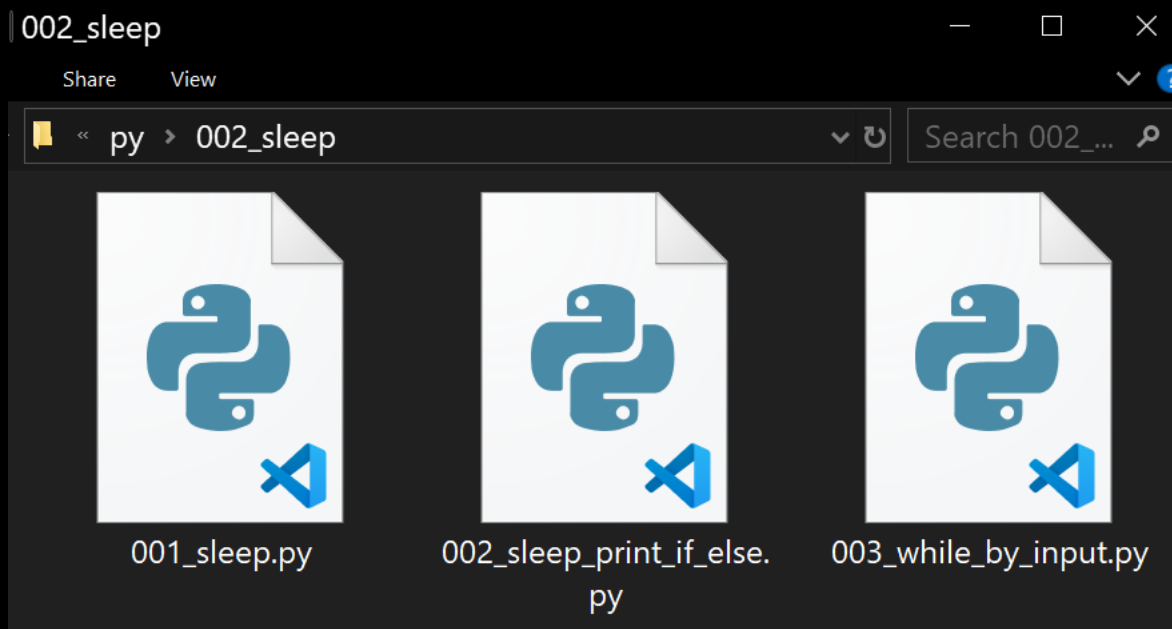 002_sleep
Share View
« py > 002_sleep
Search 002_...
001_sleep.py
002_sleep_print_if_else.
py
003_while_by_input.py